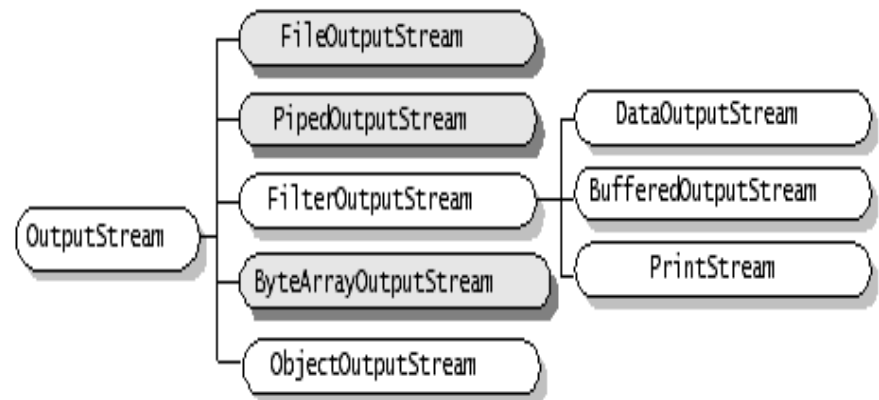 FileOutputStream
PipedOutputStream
DataOutputStream
FilterOutputStream
BufferedOutputStream
OutputStream
ByteArrayOutputStream
PrintStream
ObjectOutputStream